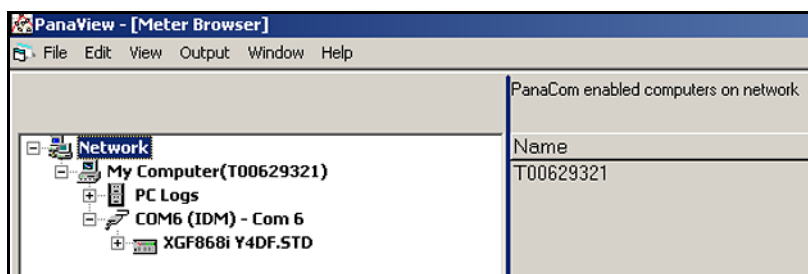 PanaView - [Meter Browser]
File Edit View Output Window Help
PanaCom enabled computers on network
Network
My Computer(T00629321)
PC Logs
COM6 (IDM) - Com 6
XGF868i Y4DF.STD
Name
T00629321